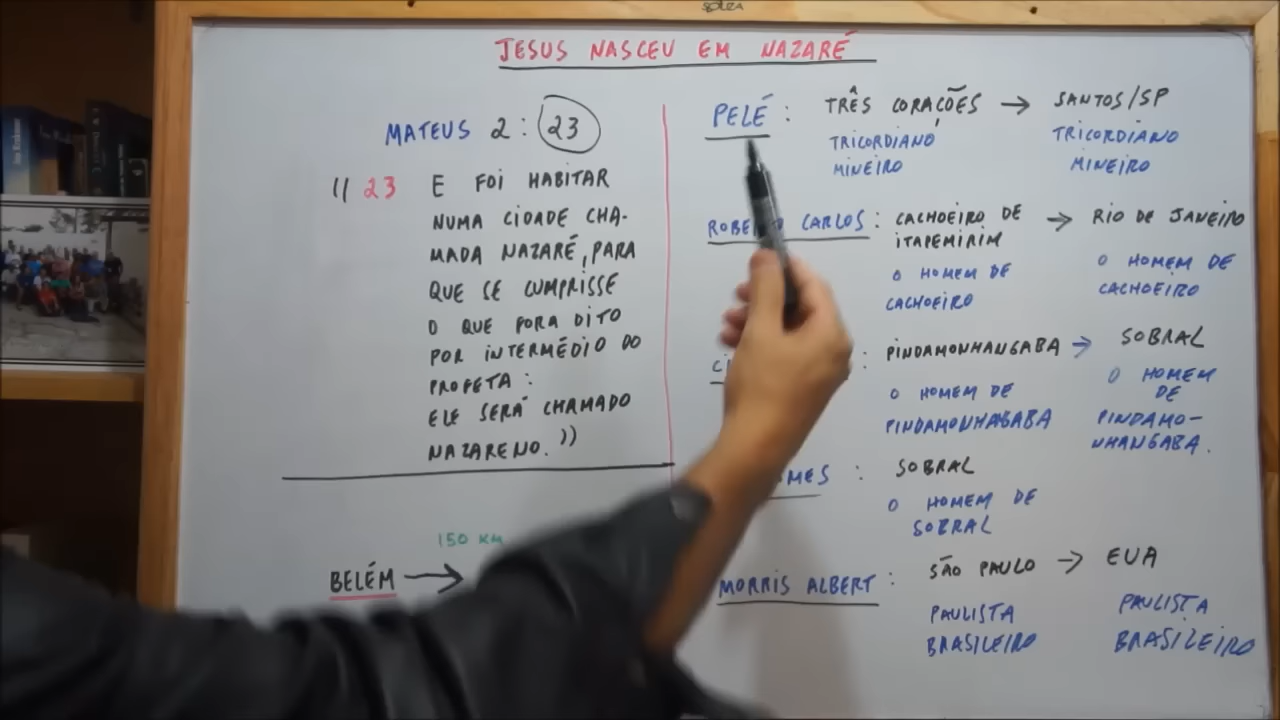 SOUZA
JESUS NASCEU EM NAZARÉ
MATEUS 2:23
" 23 E FOI HABITAR
NUMA CIDADE CHA-
MADA NAZARÉ, PARA
QUE SE CUMPRISSE
O QUE FORA DITO
POR INTERMÉDIO DO
PROFETA:
ELE SERÁ CHAMADO
NAZARENO."
150 KM
BELÉM →
PELÉ: TRÊS CORAÇÕES → SANTOS/SP
TRICORDIANO TRICORDIANO
MINEIRO MINEIRO
CARLOS: CACHOEIRO DE → RIO DE JANEIRO
ITAPEMIRIM
O HOMEM DE O HOMEM DE
CACHOEIRO CACHOEIRO
: PINDAMONHANGABA → SOBRAL
O HOMEM DE O HOMEM
DE
PINDAMONHAGABA PINDAMO-
NHANGABA.
: SOBRAL
O HOMEM DE
SOBRAL
MORRIS ALBERT: SÃO PAULO → EUA
PAULISTA PAULISTA
BRASILEIRO BRASILEIRO